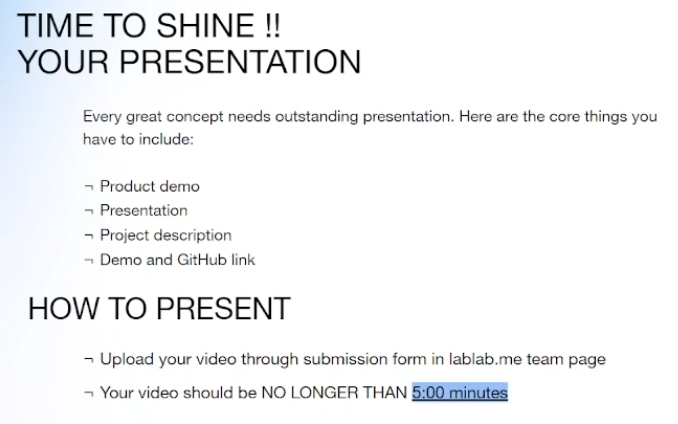 TIME TO SHINE !!
YOUR PRESENTATION
Every great concept needs outstanding presentation. Here are the core things you
have to include:
¬ Product demo
¬ Presentation
¬ Project description
¬ Demo and GitHub link
HOW TO PRESENT
¬ Upload your video through submission form in lablab.me team page
¬ Your video should be NO LONGER THAN 5:00 minutes